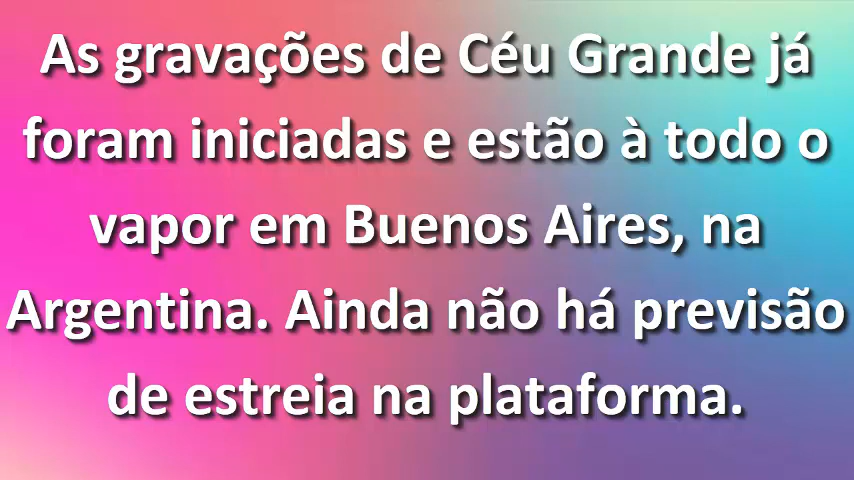 As gravações de Céu Grande já
foram iniciadas e estão à todo o
vapor em Buenos Aires, na
Argentina. Ainda não há previsão
de estreia na plataforma.